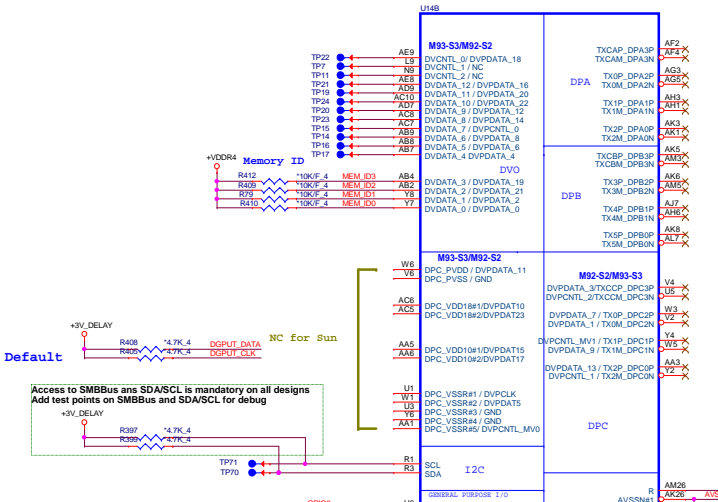 U14B
M93-S3/M92-S2
TP22 AE9 DVCNTL_0/ DVPDATA_18
TP7 L9 DVCNTL_1 / NC
TP11 N9 DVCNTL_2 / NC
TP21 AE8 DVDATA_12 / DVPDATA_16
TP19 AD9 DVDATA_11 / DVPDATA_20
TP24 AC10 DVDATA_10 / DVPDATA_22
TP20 AD7 DVDATA_9 / DVPDATA_12
TP23 AC8 DVDATA_8 / DVPDATA_14
TP15 AC7 DVDATA_7 / DVPCNTL_0
TP14 AB9 DVDATA_6 / DVPDATA_8
TP16 AB8 DVDATA_5 / DVPDATA_6
TP17 AB7 DVDATA_4 DVPDATA_4
DVO
+VDDR4
Memory ID
R412 *10K/F_4 MEM_ID3 AB4 DVDATA_3 / DVPDATA_19
R409 *10K/F_4 MEM_ID2 AB2 DVDATA_2 / DVPDATA_21
R79 *10K/F_4 MEM_ID1 Y8 DVDATA_1 / DVPDATA_2
R410 *10K/F_4 MEM_ID0 Y7 DVDATA_0 / DVPDATA_0
DPA
TXCAP_DPA3P AF2
TXCAM_DPA3N AF4
TX0P_DPA2P AG3
TX0M_DPA2N AG5
TX1P_DPA1P AH3
TX1M_DPA1N AH1
TX2P_DPA0P AK3
TX2M_DPA0N AK1
DPB
TXCBP_DPB3P AK5
TXCBM_DPB3N AM3
TX3P_DPB2P AK6
TX3M_DPB2N AM5
TX4P_DPB1P AJ7
TX4M_DPB1N AH6
TX5P_DPB0P AK8
TX5M_DPB0N AL7
M93-S3/M92-S2
W6 DPC_PVDD / DVPDATA_11
V6 DPC_PVSS / GND
AC6 DPC_VDD18#1/DVPDAT10
AC5 DPC_VDD18#2/DVPDAT23
NC for Sun
AA5 DPC_VDD10#1/DVPDAT15
AA6 DPC_VDD10#2/DVPDAT17
U1 DPC_VSSR#1 / DVPCLK
W1 DPC_VSSR#2 / DVPDAT5
U3 DPC_VSSR#3 / GND
Y6 DPC_VSSR#4 / GND
AA1 DPC_VSSR#5/ DVPCNTL_MV0
M92-S2/M93-S3
DVPDATA_3/TXCCP_DPC3P V4
DVPCNTL_2/TXCCM_DPC3N U5
DVPDATA_7 / TX0P_DPC2P W3
DVPDATA_1 / TX0M_DPC2N V2
DVPCNTL_MV1 / TX1P_DPC1P Y4
DVPDATA_9 / TX1M_DPC1N W5
DVPDATA_13 / TX2P_DPC0P AA3
DVPCNTL_1 / TX2M_DPC0N Y2
DPC
+3V_DELAY
Default
R408 *4.7K_4 DGPUT_DATA
R405 *4.7K_4 DGPUT_CLK
Access to SMBBus ans SDA/SCL is mandatory on all designs
Add test points on SMBBus and SDA/SCL for debug
+3V_DELAY
R397 *4.7K_4
R399 *4.7K_4
TP71 R1 SCL
TP70 R3 SDA
I2C
GENERAL PURPOSE I/O
R AM26
AVSSN#1 AK26